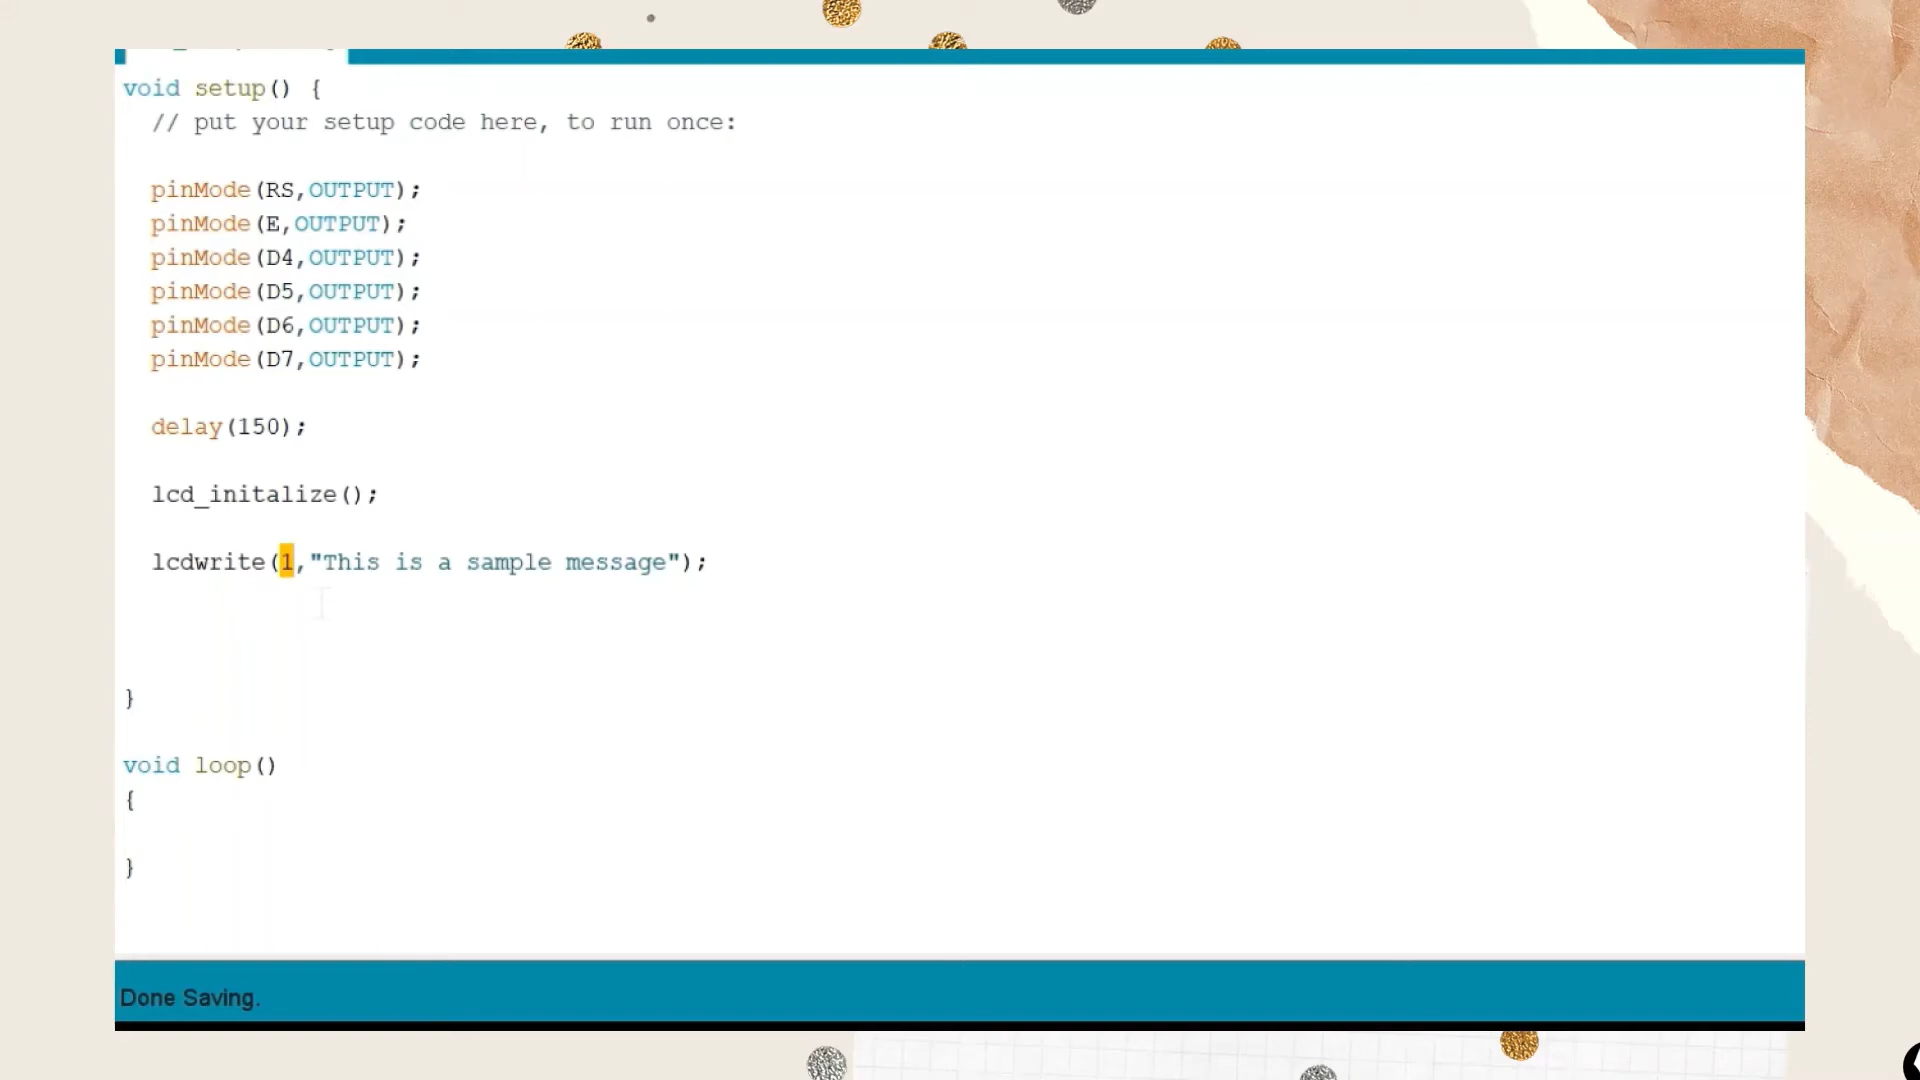 void setup() {
// put your setup code here, to run once:
pinMode(RS,OUTPUT);
pinMode(E,OUTPUT);
pinMode(D4,OUTPUT);
pinMode(D5,OUTPUT);
pinMode(D6,OUTPUT);
pinMode(D7,OUTPUT);
delay(150);
lcd_initalize();
lcdwrite(1,"This is a sample message");
}
void loop()
{
}
Done Saving.